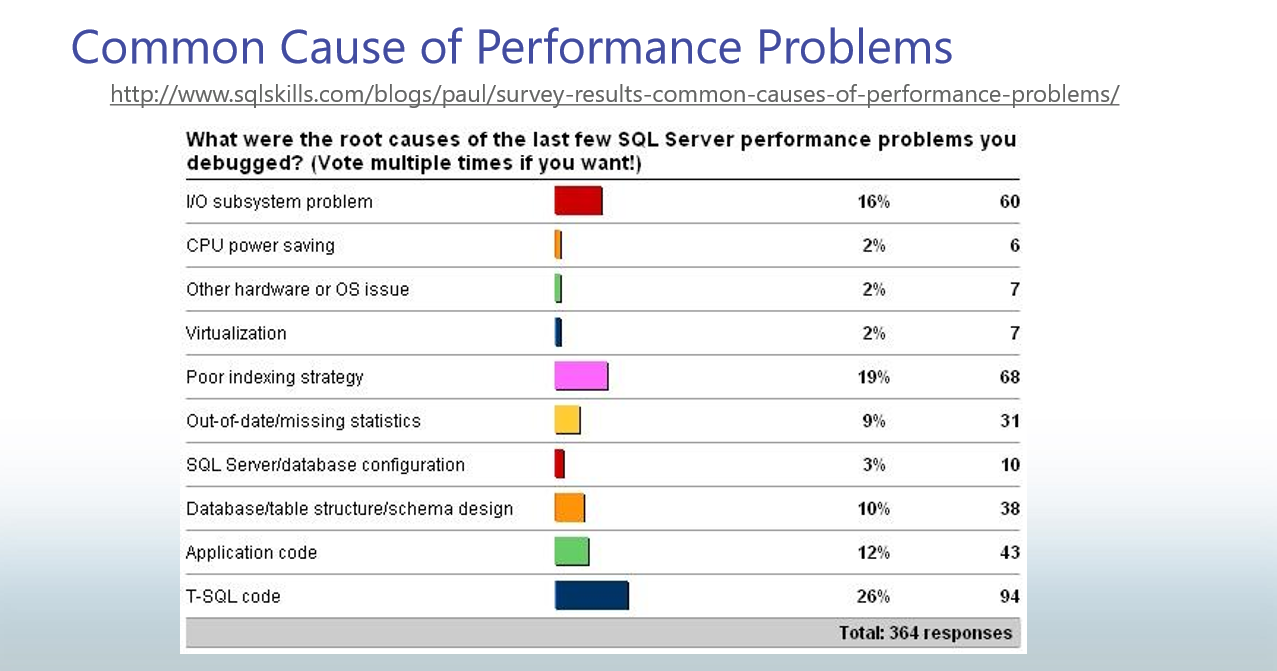 Common Cause of Performance Problems
http://www.sqlskills.com/blogs/paul/survey-results-common-causes-of-performance-problems/
What were the root causes of the last few SQL Server performance problems you
debugged? (Vote multiple times if you want!)
I/O subsystem problem 16% 60
CPU power saving 2% 6
Other hardware or OS issue 2% 7
Virtualization 2% 7
Poor indexing strategy 19% 68
Out-of-date/missing statistics 9% 31
SQL Server/database configuration 3% 10
Database/table structure/schema design 10% 38
Application code 12% 43
T-SQL code 26% 94
Total: 364 responses